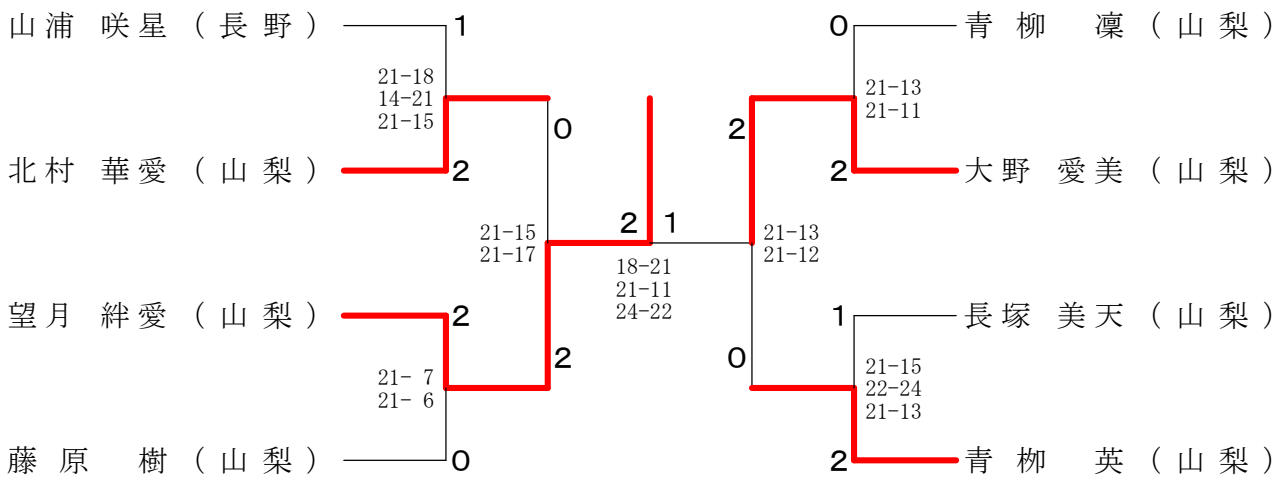 山浦 咲星 ( 長野 ) 1
21-18
14-21
21-15
北村 華愛 ( 山梨 ) 2
0
21-15
21-17
望月 絆愛 ( 山梨 ) 2
21- 7
21- 6
藤原 樹 ( 山梨 ) 0
2
2 1
18-21
21-11
24-22
0 青柳 凜 ( 山梨 )
21-13
21-11
2 大野 愛美 ( 山梨 )
2
21-13
21-12
1 長塚 美天 ( 山梨 )
21-15
22-24
21-13
2 青栁 英 ( 山梨 )
0